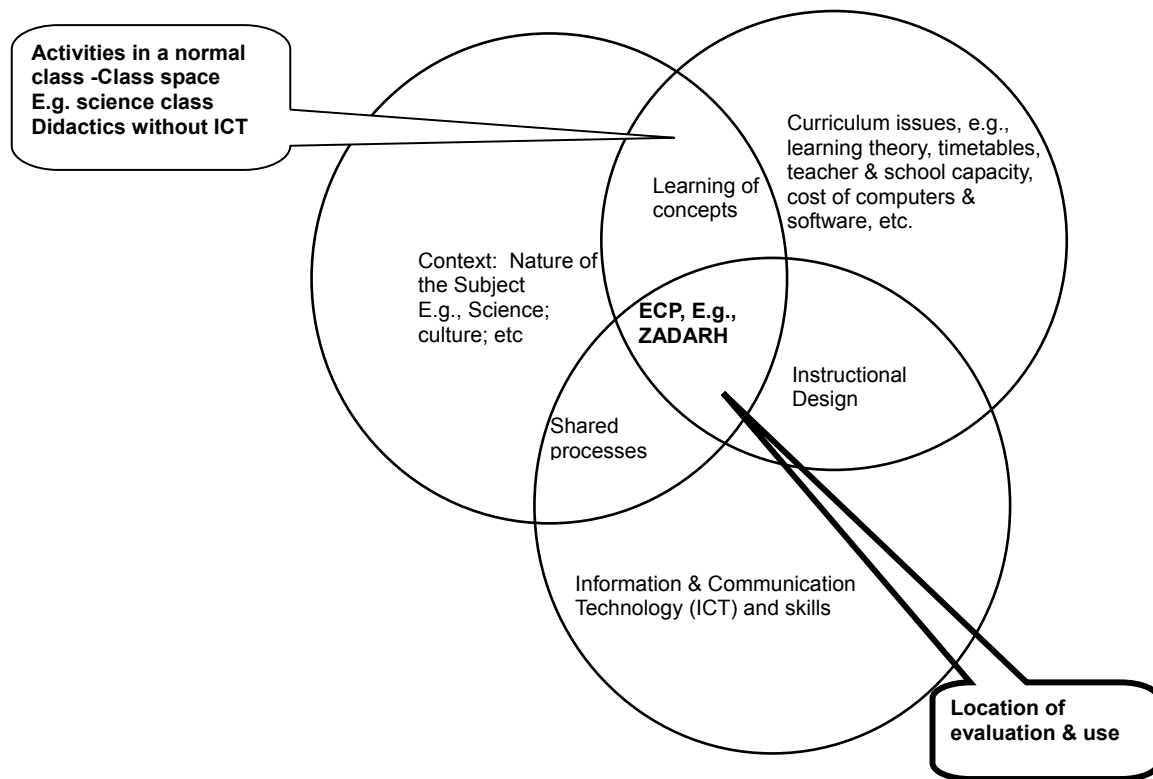 Activities in a normal
class -Class space
E.g. science class
Didactics without ICT
Curriculum issues, e.g.,
learning theory, timetables,
teacher & school capacity,
cost of computers &
software, etc.
Learning of
concepts
Context:  Nature of
the Subject
E.g., Science;
culture; etc
ECP, E.g.,
ZADARH
Instructional
Design
Shared
processes
Information & Communication
Technology (ICT) and skills
Location of
evaluation & use